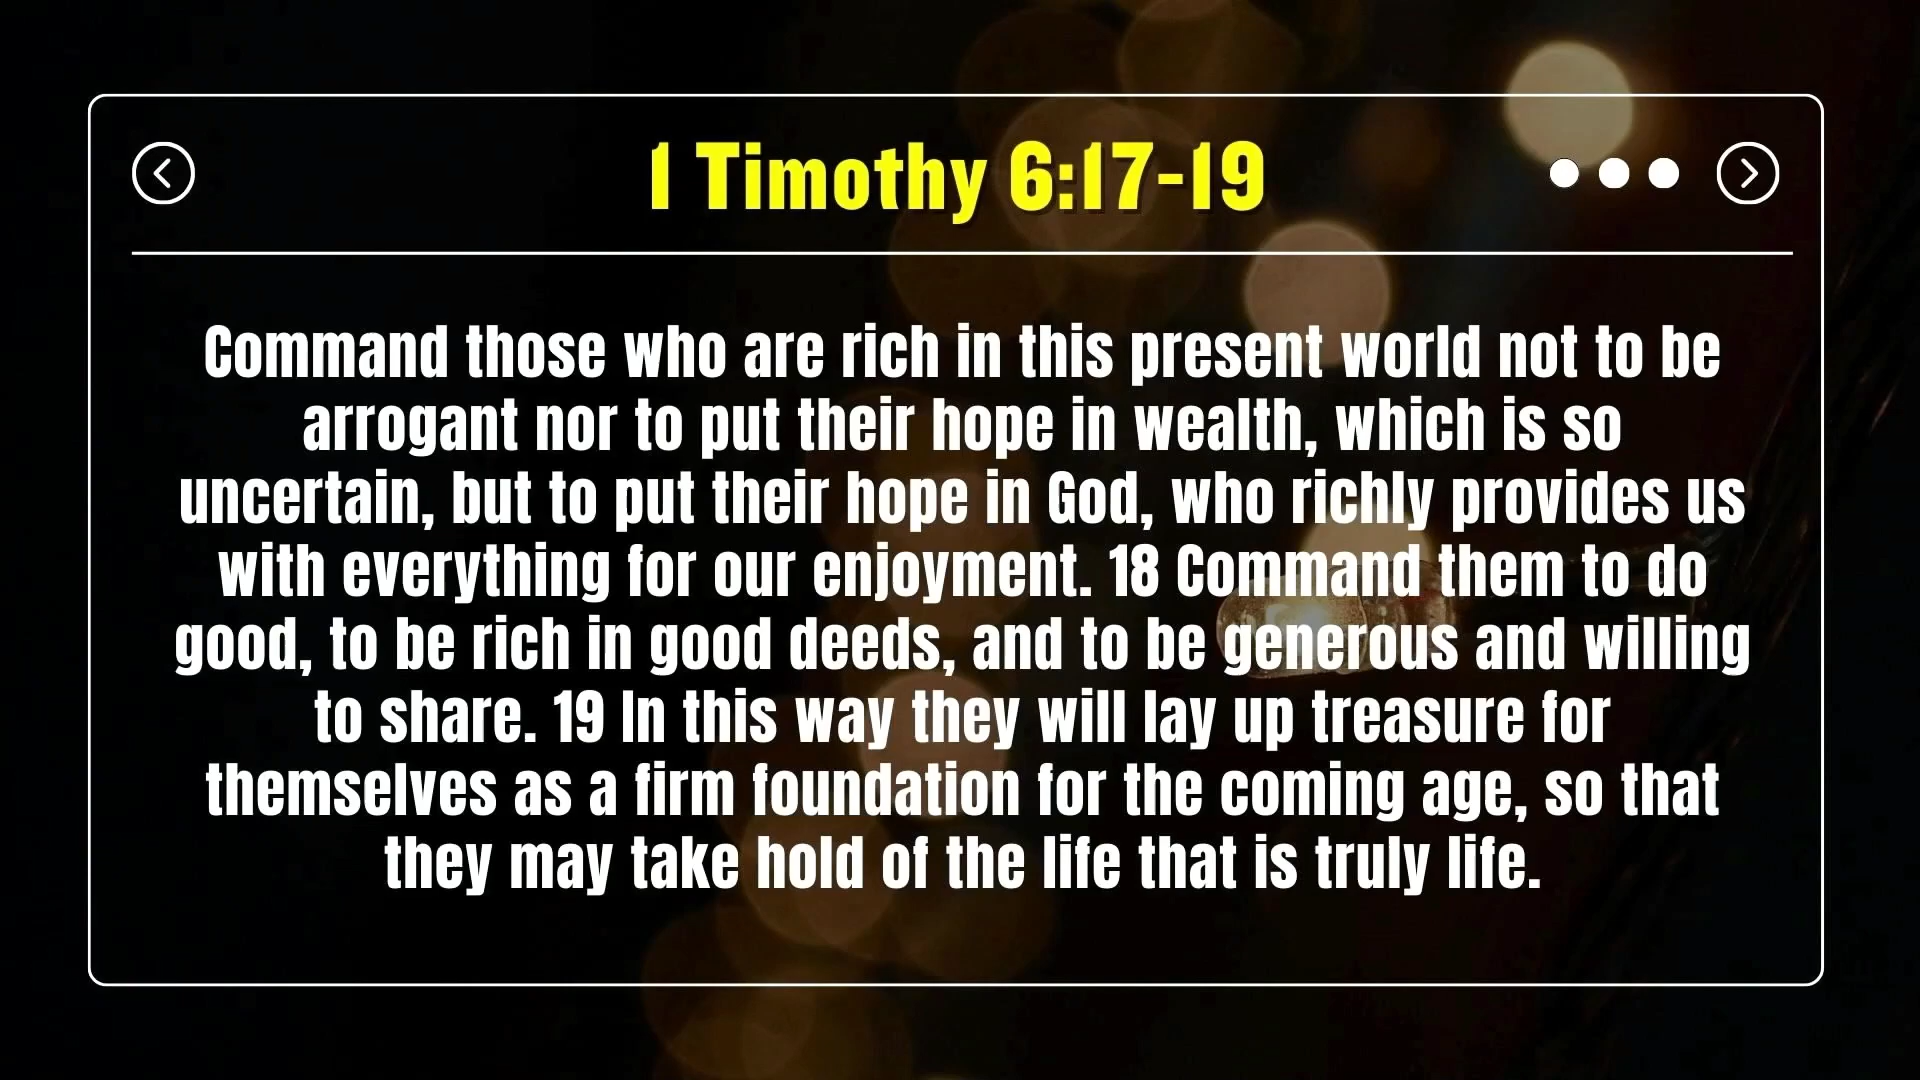 1 Timothy 6:17-19
Command those who are rich in this present world not to be
arrogant nor to put their hope in wealth, which is so
uncertain, but to put their hope in God, who richly provides us
with everything for our enjoyment. 18 Command them to do
good, to be rich in good deeds, and to be generous and willing
to share. 19 In this way they will lay up treasure for
themselves as a firm foundation for the coming age, so that
they may take hold of the life that is truly life.